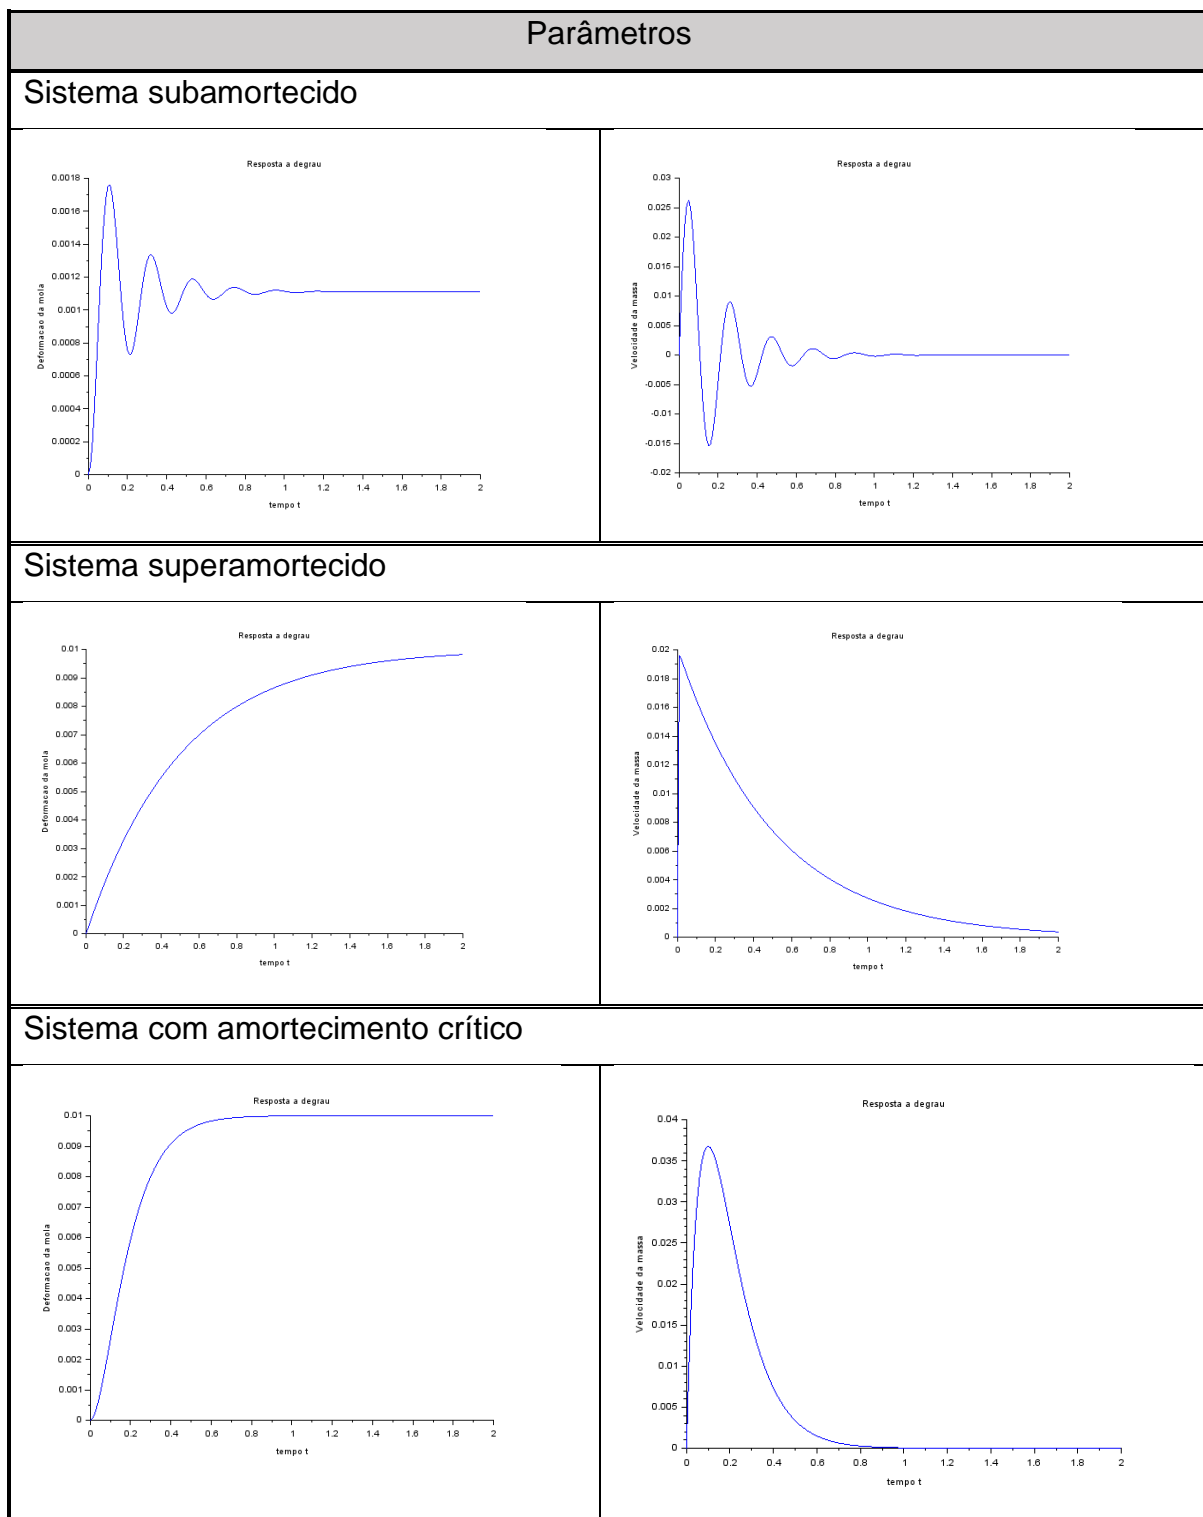 Parâmetros
Sistema subamortecido
Resposta a degrau
0.0018
0.0016
0.0014
0.0012
0.001
0.0008
0.0006
0.0004
0.0002
0
Deformacao da mola
0 0.2 0.4 0.6 0.8 1 1.2 1.4 1.6 1.8 2
tempo t
Resposta a degrau
0.03
0.025
0.02
0.015
0.01
0.005
0
-0.005
-0.01
-0.015
-0.02
Velocidade da massa
0 0.2 0.4 0.6 0.8 1 1.2 1.4 1.6 1.8 2
tempo t
Sistema superamortecido
Resposta a degrau
0.01
0.009
0.008
0.007
0.006
0.005
0.004
0.003
0.002
0.001
0
Deformacao da mola
0 0.2 0.4 0.6 0.8 1 1.2 1.4 1.6 1.8 2
tempo t
Resposta a degrau
0.02
0.018
0.016
0.014
0.012
0.01
0.008
0.006
0.004
0.002
0
Velocidade da massa
0 0.2 0.4 0.6 0.8 1 1.2 1.4 1.6 1.8 2
tempo t
Sistema com amortecimento crítico
Resposta a degrau
0.01
0.009
0.008
0.007
0.006
0.005
0.004
0.003
0.002
0.001
0
Deformacao da mola
0 0.2 0.4 0.6 0.8 1 1.2 1.4 1.6 1.8 2
tempo t
Resposta a degrau
0.04
0.035
0.03
0.025
0.02
0.015
0.01
0.005
0
Velocidade da massa
0 0.2 0.4 0.6 0.8 1 1.2 1.4 1.6 1.8 2
tempo t